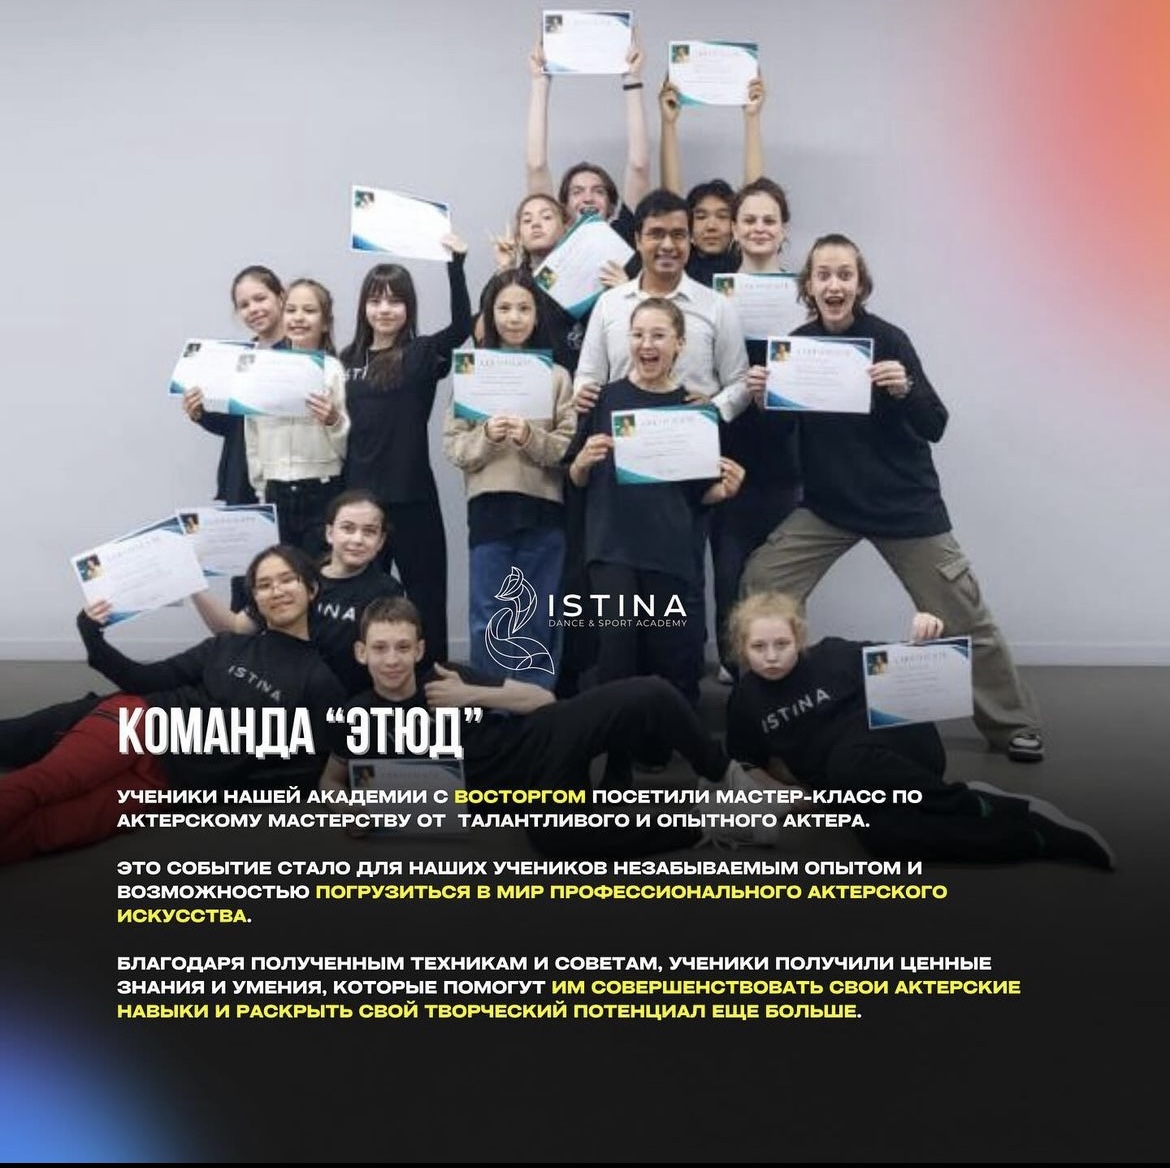 ISTINA
DANCE & SPORT ACADEMY
ISTINA
ISTINA
КОМАНДА “ЭТЮД”
УЧЕНИКИ НАШЕЙ АКАДЕМИИ С ВОСТОРГОМ ПОСЕТИЛИ МАСТЕР-КЛАСС ПО
АКТЕРСКОМУ МАСТЕРСТВУ ОТ ТАЛАНТЛИВОГО И ОПЫТНОГО АКТЕРА.
ЭТО СОБЫТИЕ СТАЛО ДЛЯ НАШИХ УЧЕНИКОВ НЕЗАБЫВАЕМЫМ ОПЫТОМ И
ВОЗМОЖНОСТЬЮ ПОГРУЗИТЬСЯ В МИР ПРОФЕССИОНАЛЬНОГО АКТЕРСКОГО
ИСКУССТВА.
БЛАГОДАРЯ ПОЛУЧЕННЫМ ТЕХНИКАМ И СОВЕТАМ, УЧЕНИКИ ПОЛУЧИЛИ ЦЕННЫЕ
ЗНАНИЯ И УМЕНИЯ, КОТОРЫЕ ПОМОГУТ ИМ СОВЕРШЕНСТВОВАТЬ СВОИ АКТЕРСКИЕ
НАВЫКИ И РАСКРЫТЬ СВОЙ ТВОРЧЕСКИЙ ПОТЕНЦИАЛ ЕЩЕ БОЛЬШЕ.